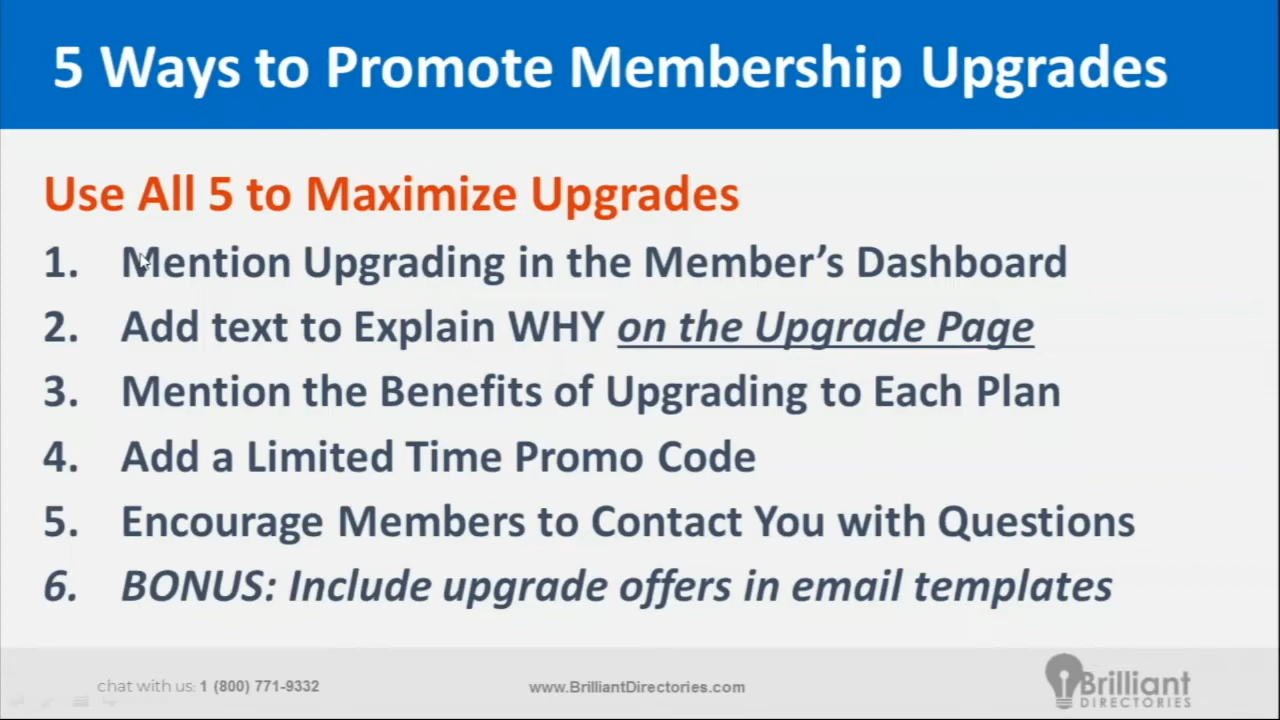 5 Ways to Promote Membership Upgrades
Use All 5 to Maximize Upgrades
1. Mention Upgrading in the Member’s Dashboard
2. Add text to Explain WHY on the Upgrade Page
3. Mention the Benefits of Upgrading to Each Plan
4. Add a Limited Time Promo Code
5. Encourage Members to Contact You with Questions
6. BONUS: Include upgrade offers in email templates
chat with us: 1 (800) 771-9332
www.BrilliantDirectories.com
Brilliant
DIRECTORIES